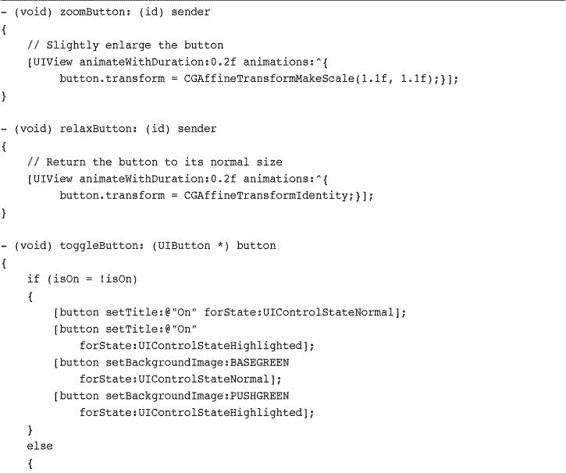 - (void) zoomButton: (id) sender
{
    // Slightly enlarge the button
    [UIView animateWithDuration:0.2f animations:^{
        button.transform = CGAffineTransformMakeScale(1.1f, 1.1f);}];
}

- (void) relaxButton: (id) sender
{
    // Return the button to its normal size
    [UIView animateWithDuration:0.2f animations:^{
        button.transform = CGAffineTransformIdentity;}];
}

- (void) toggleButton: (UIButton *) button
{
    if (isOn = !isOn)
    {
        [button setTitle:@"On" forState:UIControlStateNormal];
        [button setTitle:@"On"
            forState:UIControlStateHighlighted];
        [button setBackgroundImage:BASEGREEN
            forState:UIControlStateNormal];
        [button setBackgroundImage:PUSHGREEN
            forState:UIControlStateHighlighted];
    }
    else
    {